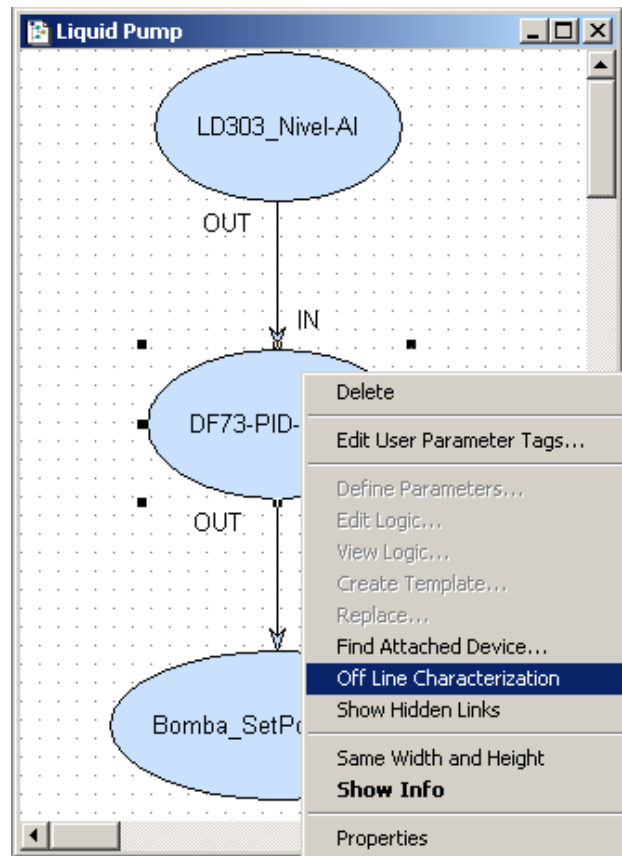 Liquid Pump
LD303_Nivel-AI
OUT
IN
DF73-PID-
OUT
Bomba_SetPo
Delete
Edit User Parameter Tags...
Define Parameters...
Edit Logic...
View Logic...
Create Template...
Replace...
Find Attached Device...
Off Line Characterization
Show Hidden Links
Same Width and Height
Show Info
Properties